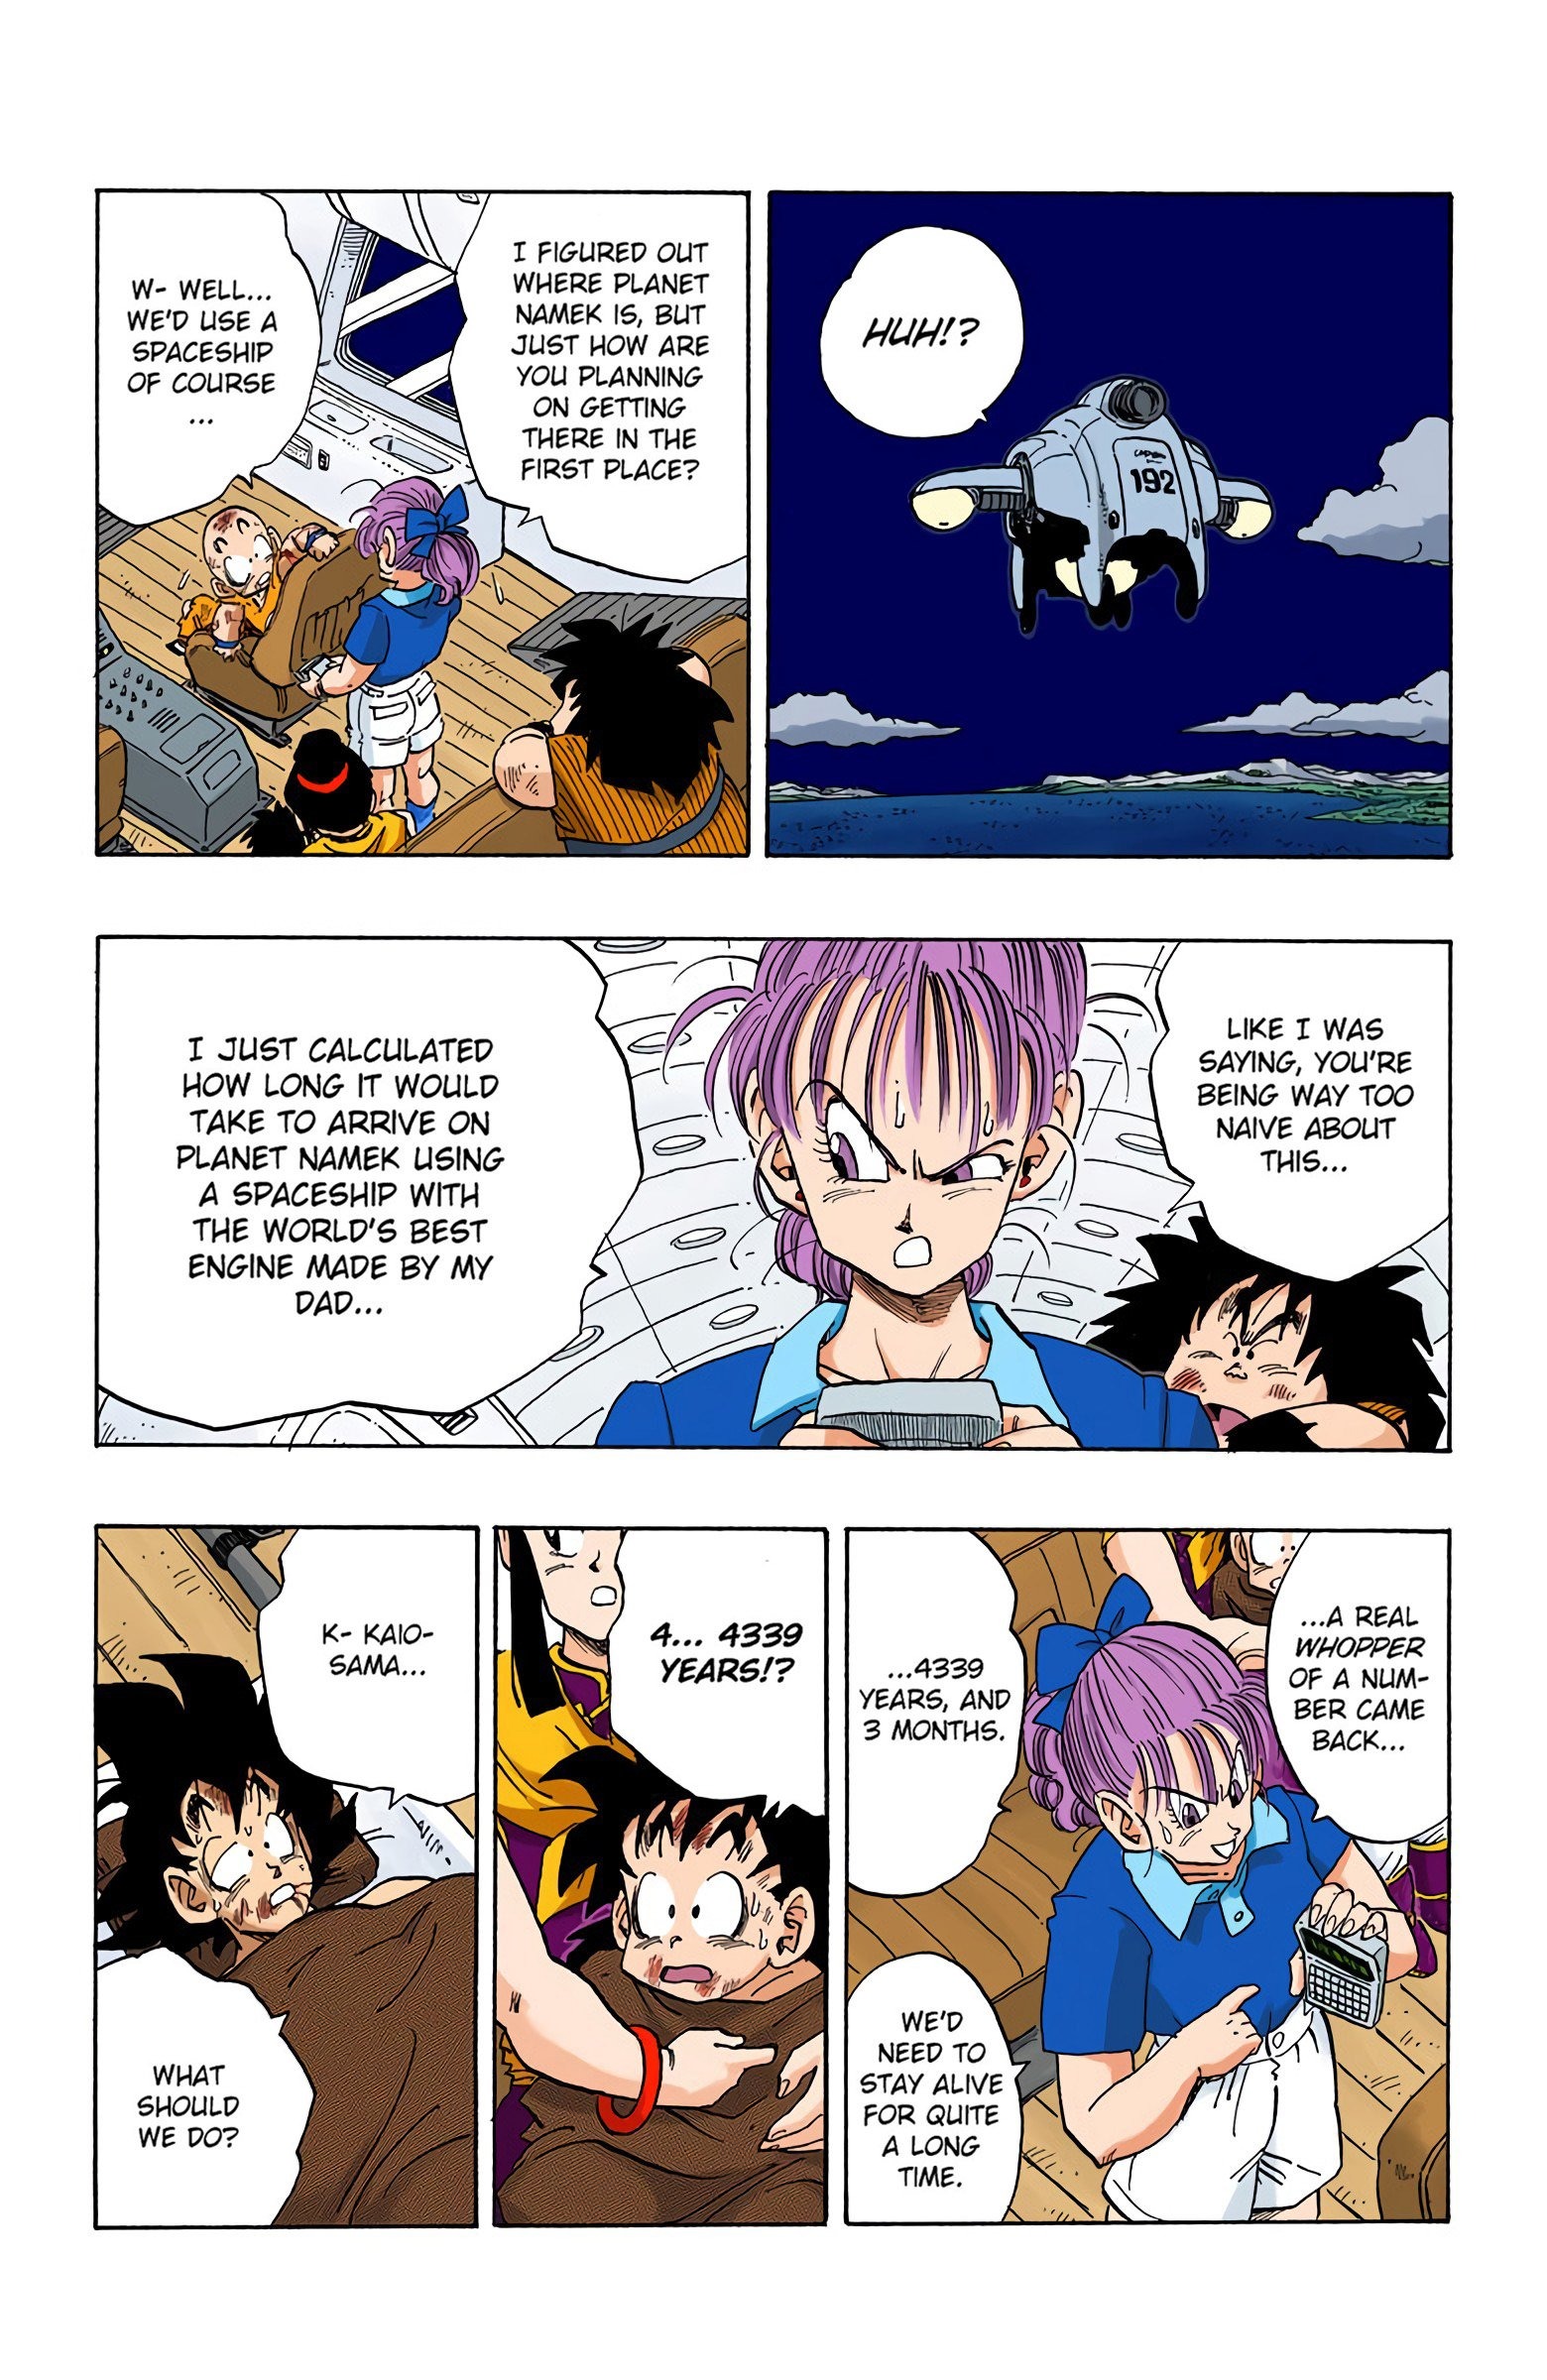 HUH!?
192
I FIGURED OUT
WHERE PLANET
NAMEK IS, BUT
JUST HOW ARE
YOU PLANNING
ON GETTING
THERE IN THE
FIRST PLACE?
W- WELL...
WE'D USE A
SPACESHIP
OF COURSE
...
LIKE I WAS
SAYING, YOU'RE
BEING WAY TOO
NAIVE ABOUT
THIS...
I JUST CALCULATED
HOW LONG IT WOULD
TAKE TO ARRIVE ON
PLANET NAMEK USING
A SPACESHIP WITH
THE WORLD'S BEST
ENGINE MADE BY MY
DAD...
...A REAL
WHOPPER
OF A NUM-
BER CAME
BACK...
...4339
YEARS, AND
3 MONTHS.
WE'D
NEED TO
STAY ALIVE
FOR QUITE
A LONG
TIME.
4... 4339
YEARS!?
K- KAIO-
SAMA...
WHAT
SHOULD
WE DO?